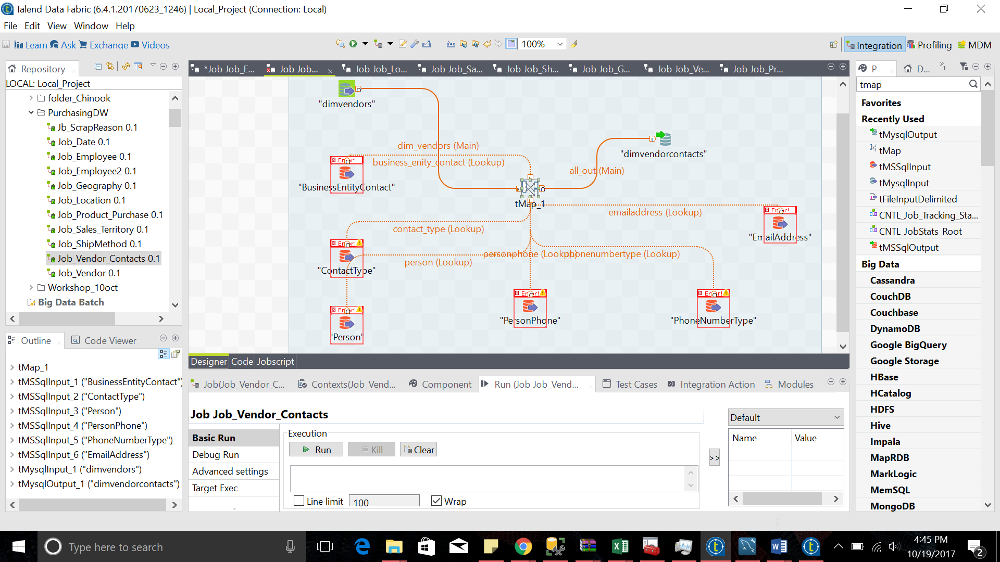 Talend Data Fabric (6.4.1.20170623_1246) | Local_Project (Connection: Local)
File Edit View Window Help
Learn Ask Exchange Videos
100%
Integration Profiling MDM
Repository
LOCAL: Local_Project
folder_Chinook
PurchasingDW
Jb_ScrapReason 0.1
Job_Date 0.1
Job_Employee 0.1
Job_Employee2 0.1
Job_Geography 0.1
Job_Location 0.1
Job_Product_Purchase 0.1
Job_Sales_Territory 0.1
Job_ShipMethod 0.1
Job_Vendor_Contacts 0.1
Job_Vendor 0.1
Workshop_10oct
Big Data Batch
Outline Code Viewer
tMap_1
tMSSqlInput_1 ("BusinessEntityContact")
tMSSqlInput_2 ("ContactType")
tMSSqlInput_3 ("Person")
tMSSqlInput_4 ("PersonPhone")
tMSSqlInput_5 ("PhoneNumberType")
tMSSqlInput_6 ("EmailAddress")
tMysqlInput_1 ("dimvendors")
tMysqlOutput_1 ("dimvendorcontacts")
*Job Job_E... Job Job... Job Job_Lo... Job Job_Sa... Job Job_Sh... Job Job_G... Job Job_Ve... Job Job_Pr...
"dimvendors"
dim_vendors (Main)
"dimvendorcontacts"
Error!
business_enity_contact (Lookup)
all_out (Main)
"BusinessEntityContact"
tMap_1
emailaddress (Lookup)
Error!
contact_type (Lookup)
"EmailAddress"
Error!
personphone (Lookup)
phonenumbertype (Lookup)
person (Lookup)
"ContactType"
Error!
Error!
Error!
"PersonPhone"
"PhoneNumberType"
"Person"
Designer Code Jobscript
Job(Job_Vendor_C... Contexts(Job_Vend... Component Run (Job Job_Vend... Test Cases Integration Action Modules
Job Job_Vendor_Contacts
Basic Run
Debug Run
Advanced settings
Target Exec
Execution
Run Kill Clear
Line limit 100 Wrap
>>
Default
Name Value
P D... »1
tmap
Favorites
Recently Used
tMysqlOutput
tMap
tMSSqlInput
tMysqlInput
tFileInputDelimited
CNTL_Job_Tracking_Sta...
CNTL_JobStats_Root
tMSSqlOutput
Big Data
Cassandra
CouchDB
Couchbase
DynamoDB
Google BigQuery
Google Storage
HBase
HCatalog
HDFS
Hive
Impala
MapRDB
MarkLogic
MemSQL
MongoDB
Type here to search
4:45 PM
10/19/2017
2